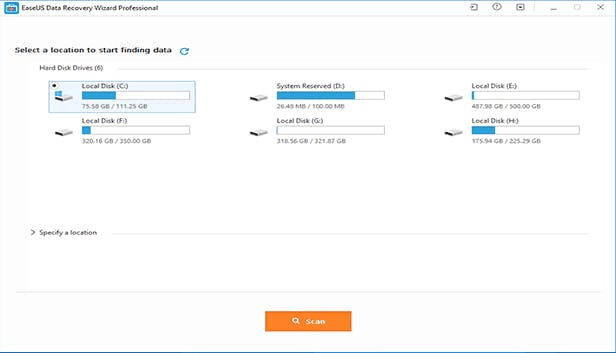 EaseUS Data Recovery Wizard Professional
Select a location to start finding data
Hard Disk Drives (6)
Local Disk (C:)
75.58 GB / 111.25 GB
System Reserved (D:)
26.48 MB / 100.00 MB
Local Disk (E:)
487.98 GB / 500.00 GB
Local Disk (F:)
320.16 GB / 350.00 GB
Local Disk (G:)
318.56 GB / 321.87 GB
Local Disk (H:)
175.94 GB / 225.29 GB
Specify a location
Scan